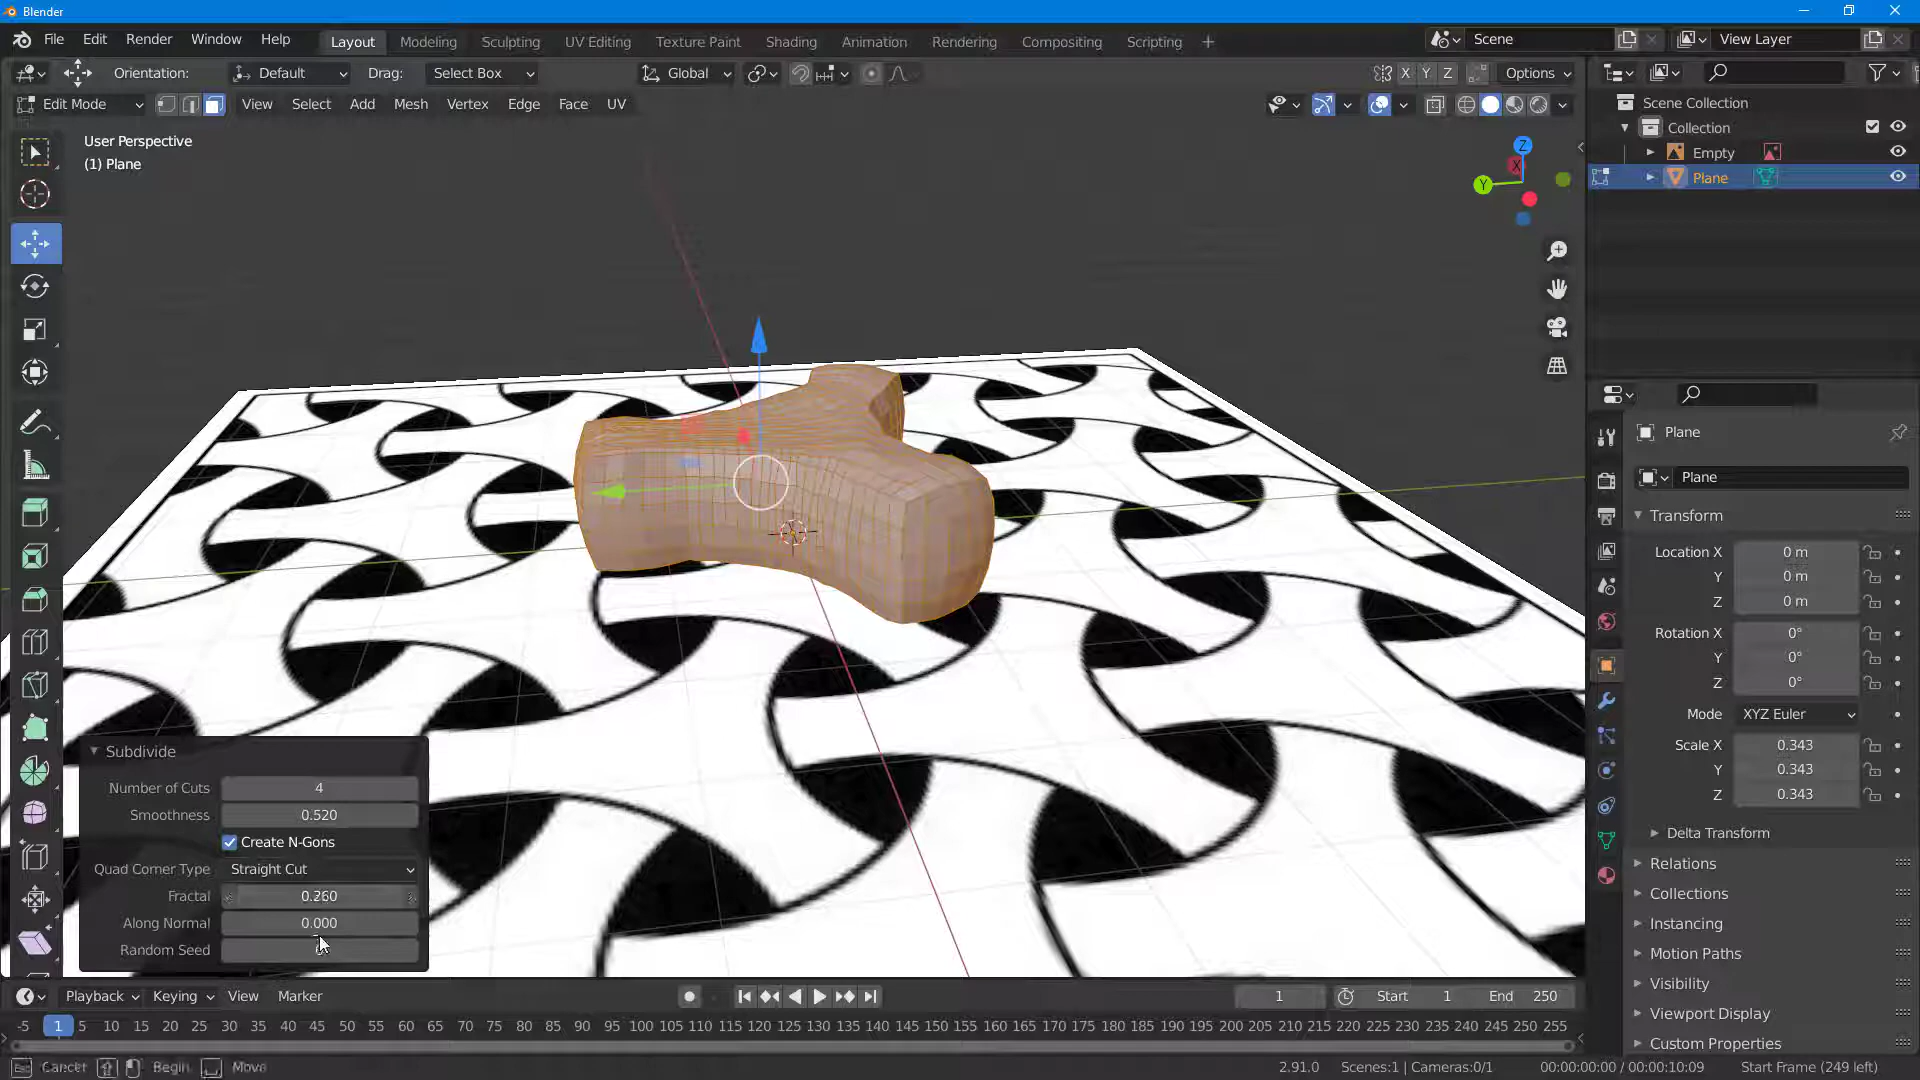 Blender
File Edit Render Window Help
Layout Modeling Sculpting UV Editing Texture Paint Shading Animation Rendering Compositing Scripting
Scene
View Layer
Orientation: Default Drag: Select Box
Global
X Y Z
Options
Edit Mode View Select Add Mesh Vertex Edge Face UV
User Perspective
(1) Plane
Z
X
Y
Scene Collection
Collection
Empty
Plane
Plane
Plane
Transform
Location X 0 m
Y 0 m
Z 0 m
Rotation X 0°
Y 0°
Z 0°
Mode XYZ Euler
Scale X 0.343
Y 0.343
Z 0.343
Delta Transform
Relations
Collections
Instancing
Motion Paths
Visibility
Viewport Display
Custom Properties
Subdivide
Number of Cuts 4
Smoothness 0.520
Create N-Gons
Quad Corner Type Straight Cut
Fractal 0.260
Along Normal 0.000
Random Seed
Playback Keying View Marker
1 Start 1 End 250
-5 1 5 10 15 20 25 30 35 40 45 50 55 60 65 70 75 80 85 90 95 100 105 110 115 120 125 130 135 140 145 150 155 160 165 170 175 180 185 190 195 200 205 210 215 220 225 230 235 240 245 250 255
Esc Cancel Begin Move
2.91.0 Scenes:1 | Cameras:0/1 00:00:00:00 / 00:00:10:09 Start Frame (249 left)